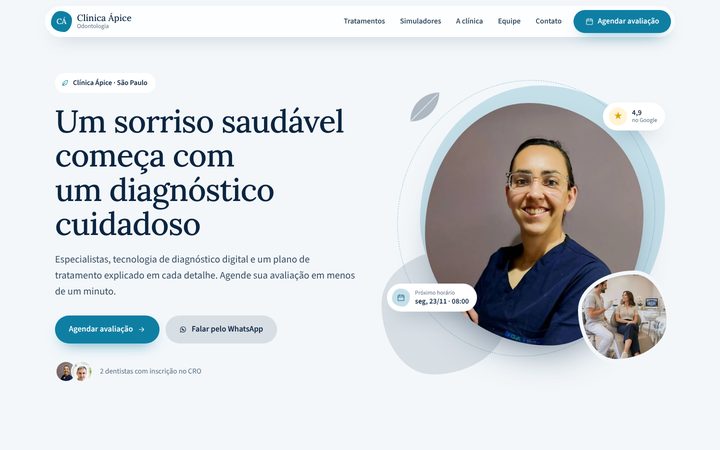 CÁ
Clínica Ápice
Odontologia
Tratamentos
Simuladores
A clínica
Equipe
Contato
Agendar avaliação
Clínica Ápice · São Paulo
Um sorriso saudável
começa com
um diagnóstico
cuidadoso
Especialistas, tecnologia de diagnóstico digital e um plano de
tratamento explicado em cada detalhe. Agende sua avaliação em menos
de um minuto.
Agendar avaliação →
Falar pelo WhatsApp
2 dentistas com inscrição no CRO
4,9
no Google
Próximo horário
seg, 23/11 · 08:00